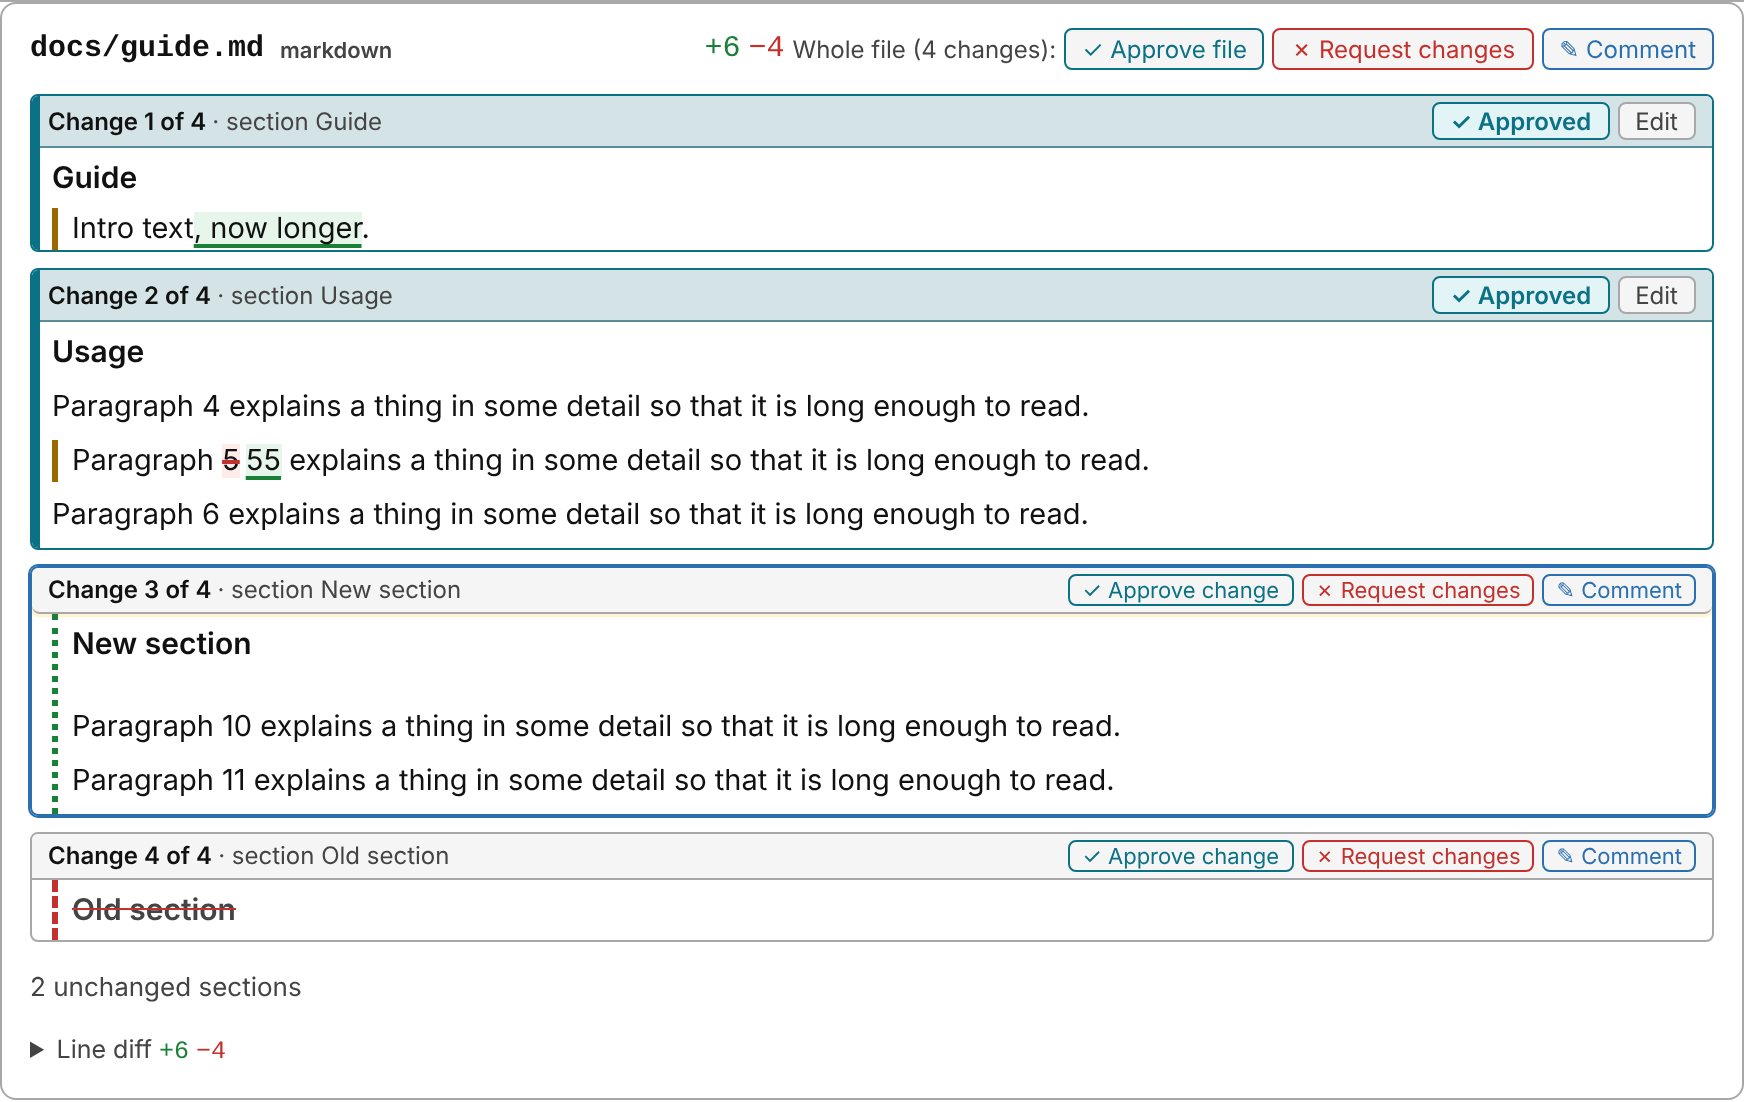 docs/guide.md markdown +6 −4 Whole file (4 changes): ✓ Approve file × Request changes ✎ Comment
Change 1 of 4 · section Guide ✓ Approved Edit
Guide
Intro text, now longer.
Change 2 of 4 · section Usage ✓ Approved Edit
Usage
Paragraph 4 explains a thing in some detail so that it is long enough to read.
Paragraph 5 55 explains a thing in some detail so that it is long enough to read.
Paragraph 6 explains a thing in some detail so that it is long enough to read.
Change 3 of 4 · section New section ✓ Approve change × Request changes ✎ Comment
New section
Paragraph 10 explains a thing in some detail so that it is long enough to read.
Paragraph 11 explains a thing in some detail so that it is long enough to read.
Change 4 of 4 · section Old section ✓ Approve change × Request changes ✎ Comment
Old section
2 unchanged sections
▶ Line diff +6 −4